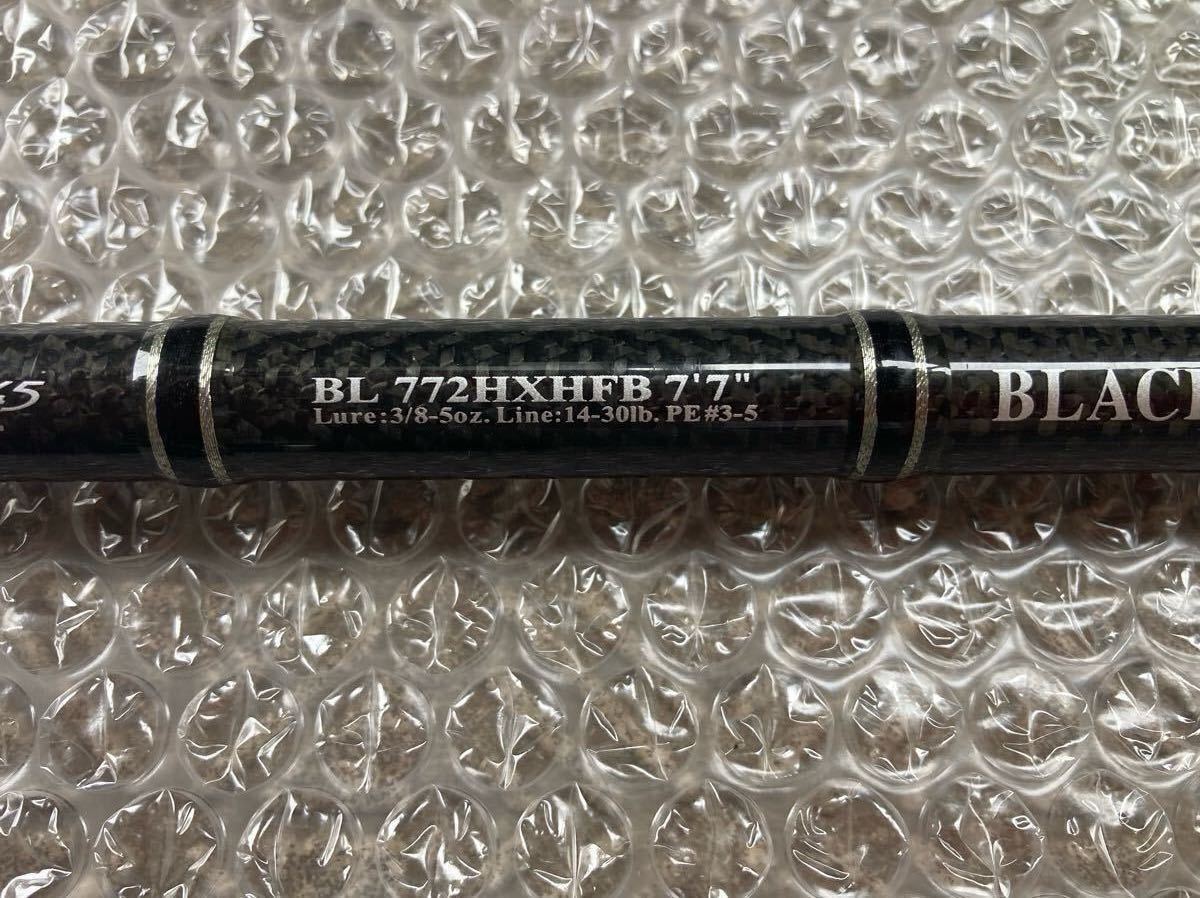 BL 772HXHFB 7'7"
Lure:3/8-5oz. Line:14-30lb. PE#3-5